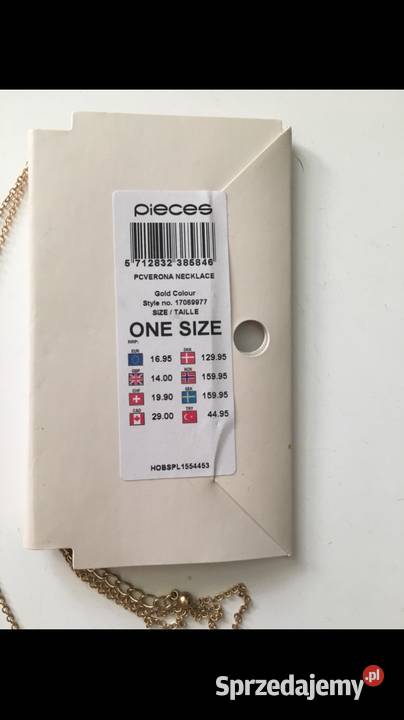 PIECES
5 712832 385846
PCVERONA NECKLACE
Gold Colour
Style no. 17069977
SIZE / TAILLE
ONE SIZE
RRP:
EUR 16.95 DKK 129.95
GBP 14.00 NOK 159.95
CHF 19.90 SEK 159.95
CAD 29.00 TRY 44.95
HOBSPL1554453
Sprzedajemy.pl